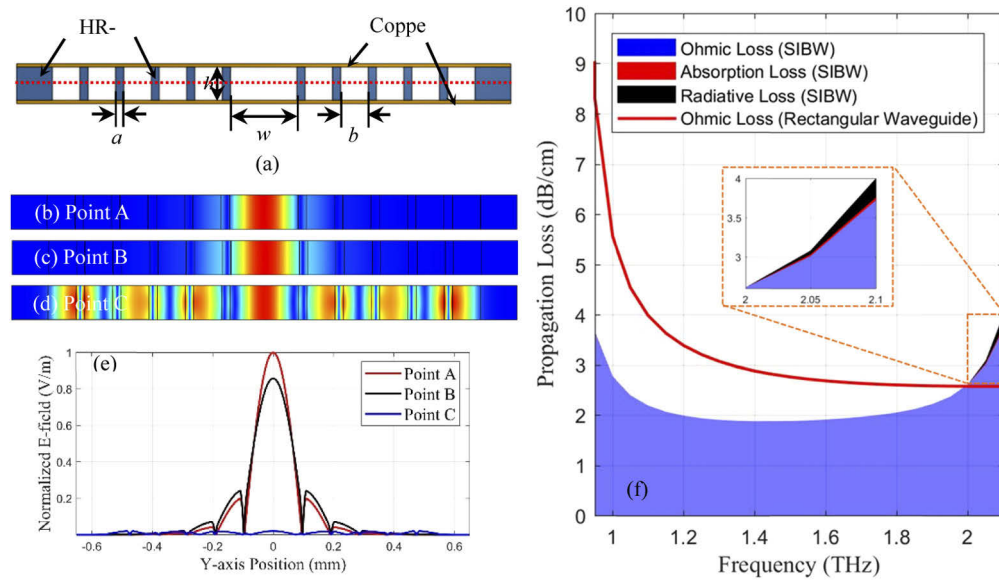 HR-
Coppe
h
a
w
b
(a)
(b) Point A
(c) Point B
(d) Point C
(e)
Normalized E-field (V/m)
1
0.8
0.6
0.4
0.2
Point A
Point B
Point C
-0.6
-0.4
-0.2
0
0.2
0.4
0.6
Y-axis Position (mm)
Propagation Loss (dB/cm)
10
9
8
7
6
5
4
3
2
1
0
Ohmic Loss (SIBW)
Absorption Loss (SIBW)
Radiative Loss (SIBW)
Ohmic Loss (Rectangular Waveguide)
4
3.5
3
2
2.05
2.1
(f)
1
1.2
1.4
1.6
1.8
2
Frequency (THz)